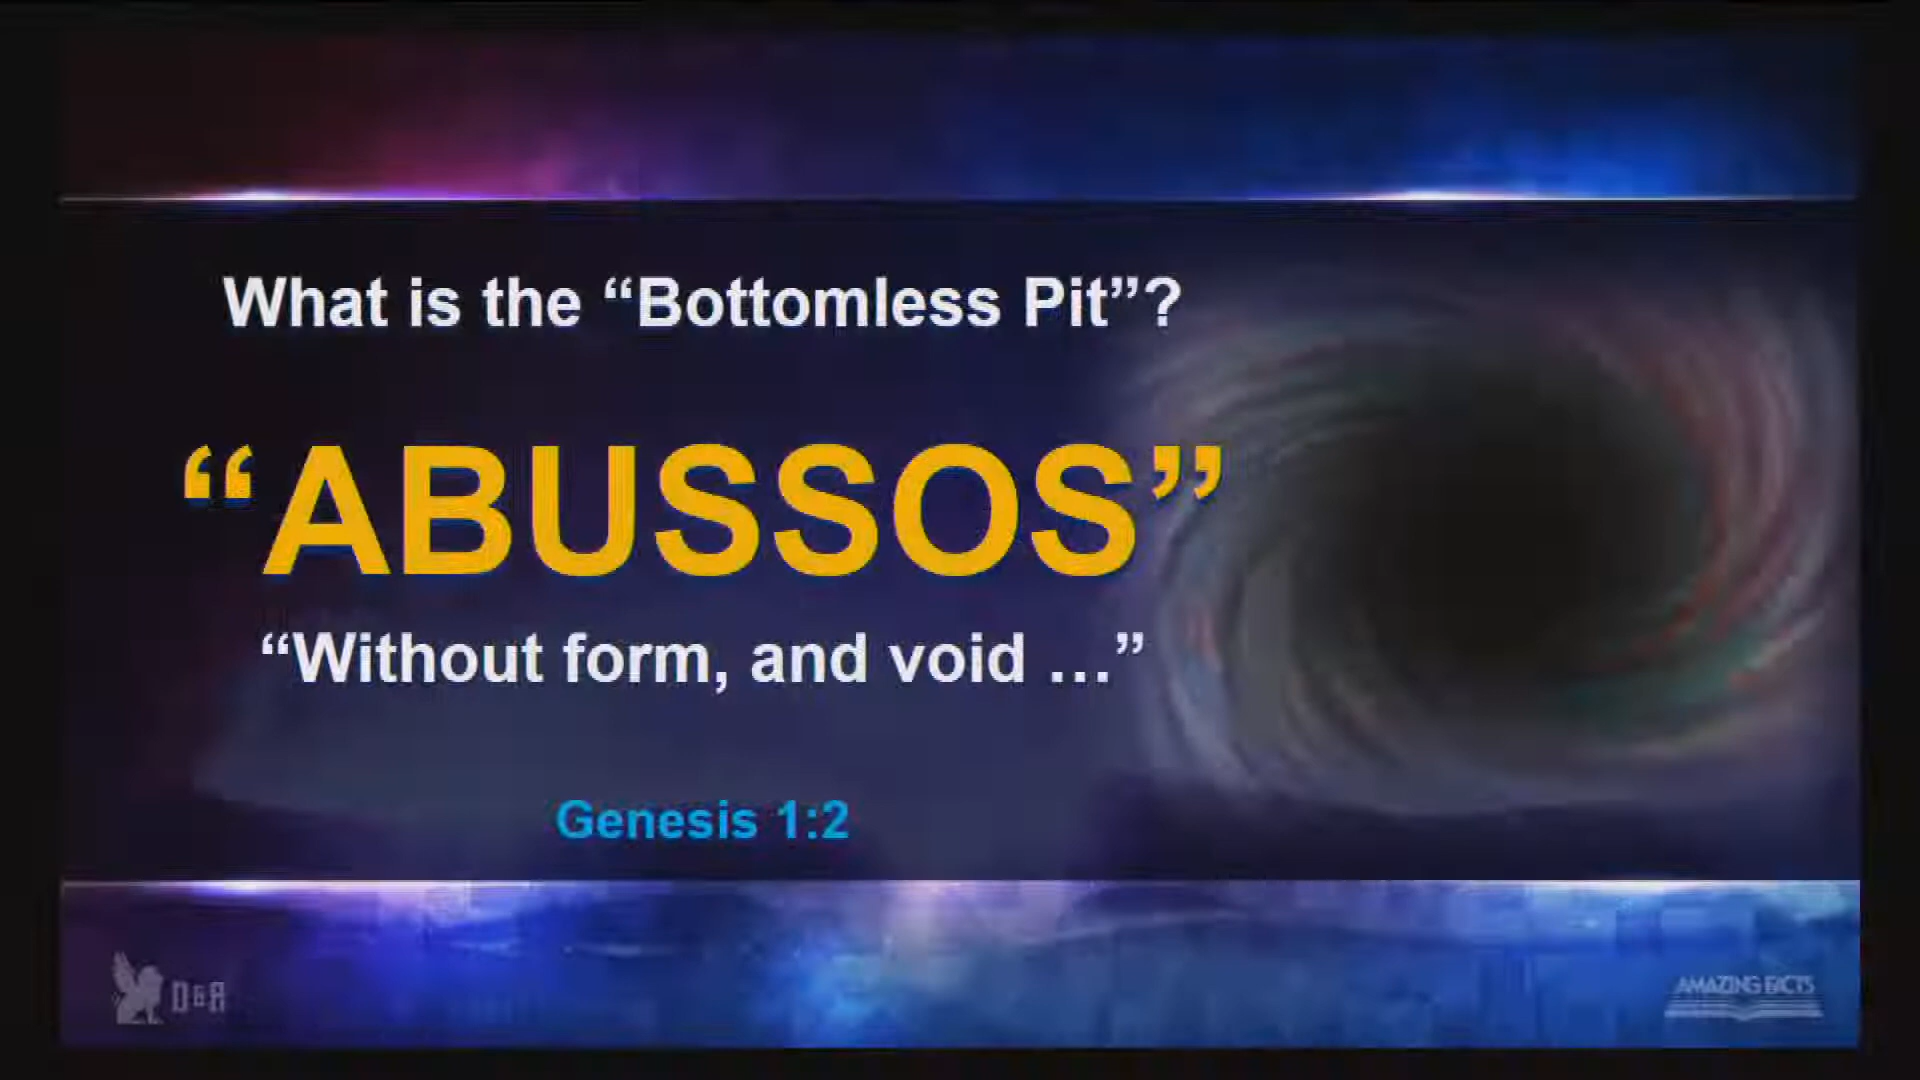 What is the “Bottomless Pit”?
“ABUSSOS”
“Without form, and void ...”
Genesis 1:2
D&R
AMAZING FACTS